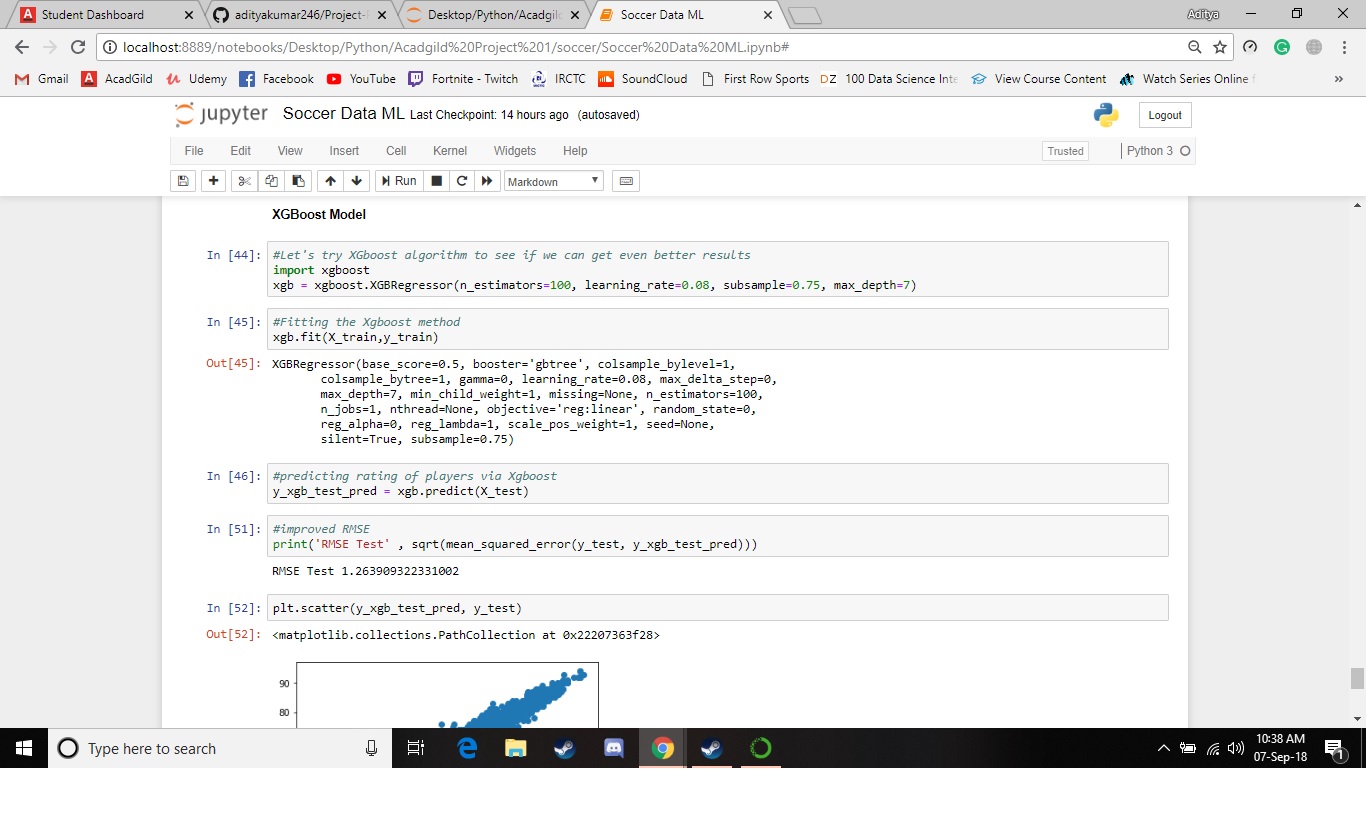 Student Dashboard
adityakumar246/Project-
Desktop/Python/Acadgil
Soccer Data ML
Aditya
localhost:8889/notebooks/Desktop/Python/Acadgild%20Project%201/soccer/Soccer%20Data%20ML.ipynb#
Gmail AcadGild Udemy Facebook YouTube Fortnite - Twitch IRCTC SoundCloud First Row Sports DZ 100 Data Science Inte View Course Content Watch Series Online »
jupyter Soccer Data ML Last Checkpoint: 14 hours ago (autosaved)
Logout
File Edit View Insert Cell Kernel Widgets Help
Trusted
Python 3
Run
Markdown
XGBoost Model
In [44]: #Let's try XGboost algorithm to see if we can get even better results
import xgboost
xgb = xgboost.XGBRegressor(n_estimators=100, learning_rate=0.08, subsample=0.75, max_depth=7)
In [45]: #Fitting the Xgboost method
xgb.fit(X_train,y_train)
Out[45]: XGBRegressor(base_score=0.5, booster='gbtree', colsample_bylevel=1,
colsample_bytree=1, gamma=0, learning_rate=0.08, max_delta_step=0,
max_depth=7, min_child_weight=1, missing=None, n_estimators=100,
n_jobs=1, nthread=None, objective='reg:linear', random_state=0,
reg_alpha=0, reg_lambda=1, scale_pos_weight=1, seed=None,
silent=True, subsample=0.75)
In [46]: #predicting rating of players via Xgboost
y_xgb_test_pred = xgb.predict(X_test)
In [51]: #improved RMSE
print('RMSE Test' , sqrt(mean_squared_error(y_test, y_xgb_test_pred)))
RMSE Test 1.263909322331002
In [52]: plt.scatter(y_xgb_test_pred, y_test)
Out[52]: <matplotlib.collections.PathCollection at 0x22207363f28>
90
80
Type here to search
10:38 AM
07-Sep-18
1